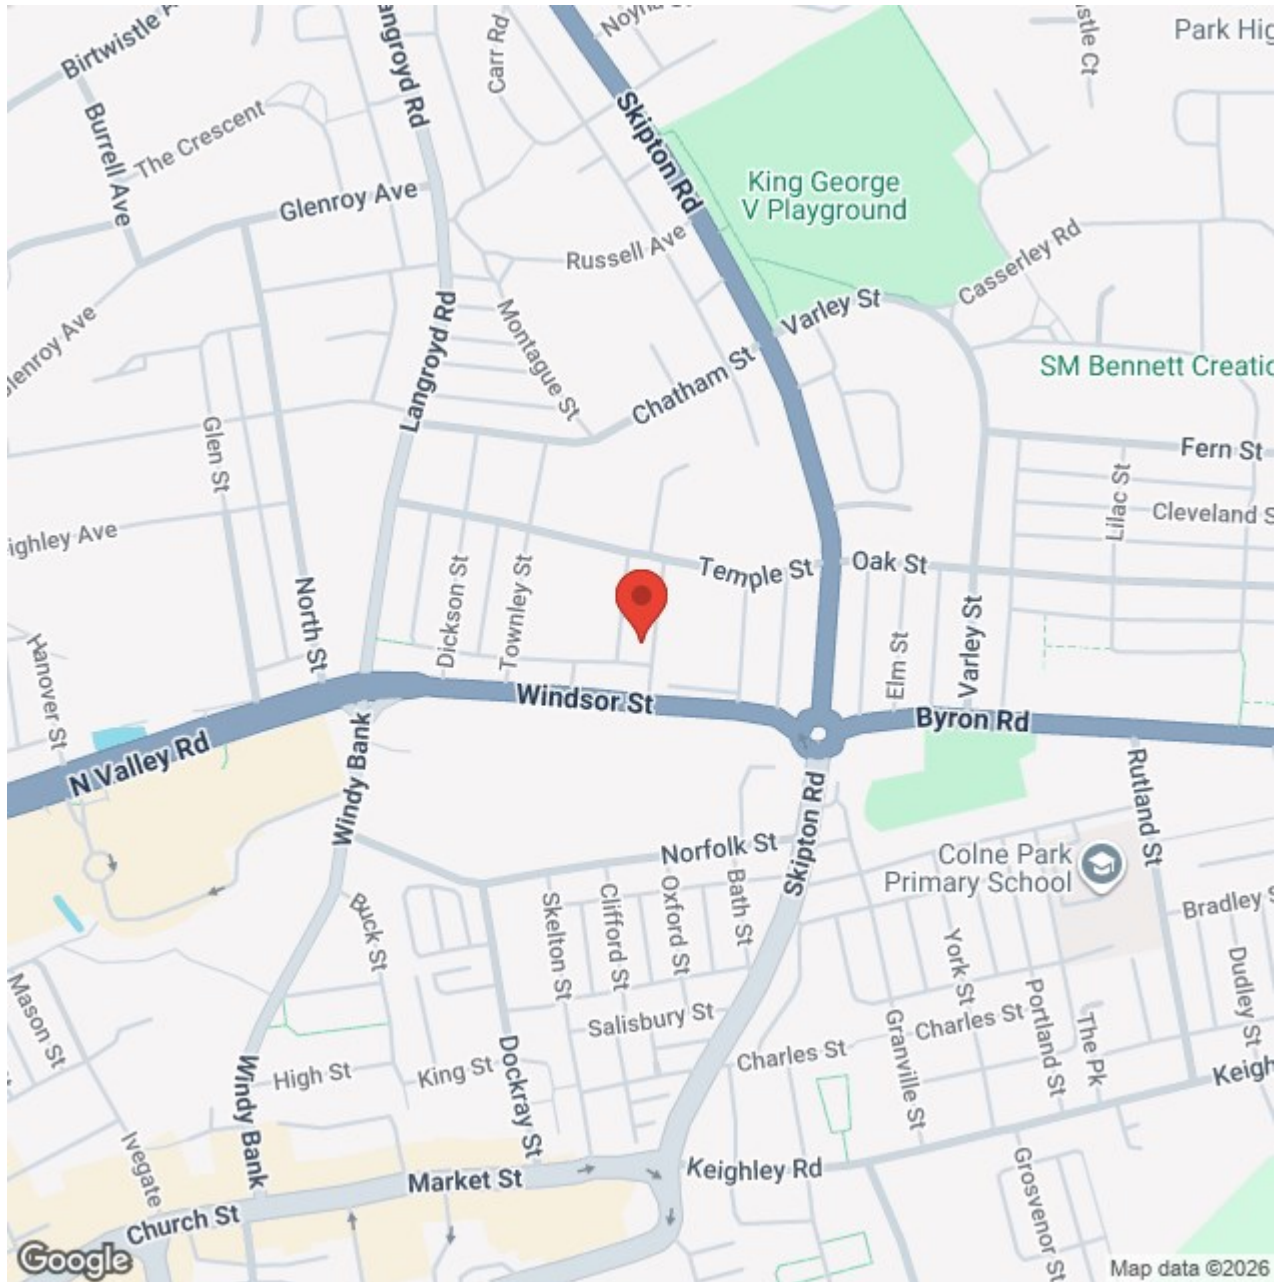 Birtwistle A
Langroyd Rd
Carr Rd
Noyna S
Castle Ct
Park Hig
Burrell Ave
The Crescent
Skipton Rd
Glenroy Ave
King George
V Playground
Russell Ave
Casserley Rd
Glenroy Ave
Langroyd Rd
Montague St
Varley St
Chatham St
SM Bennett Creatio
Glen St
Fern St
Lilac St
Cleveland S
ighley Ave
North St
Dickson St
Townley St
Temple St
Oak St
Varley St
Elm St
Hanover St
Windsor St
Byron Rd
N Valley Rd
Windy Bank
Rutland St
Skipton Rd
Norfolk St
Colne Park
Primary School
Buck St
Skelton St
Clifford St
Oxford St
Bath St
Bradley S
York St
Dudley St
Mason St
Salisbury St
Portland St
Granville St
Charles St
The Pk
Charles St
Dockray St
High St
King St
Keigh
Windy Bank
Ivegate
Market St
Keighley Rd
Grosvenor St
Church St
Google
Map data ©2026